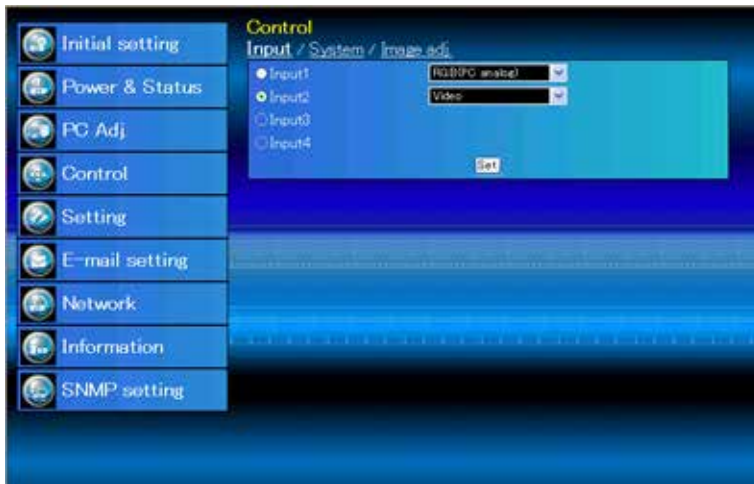 Initial setting
Power & Status
PC Adj.
Control
Setting
E-mail setting
Network
Information
SNMP setting
Control
Input / System / Image adj.
Input1 RGB(PC analog)
Input2 Video
Input3
Input4
Set